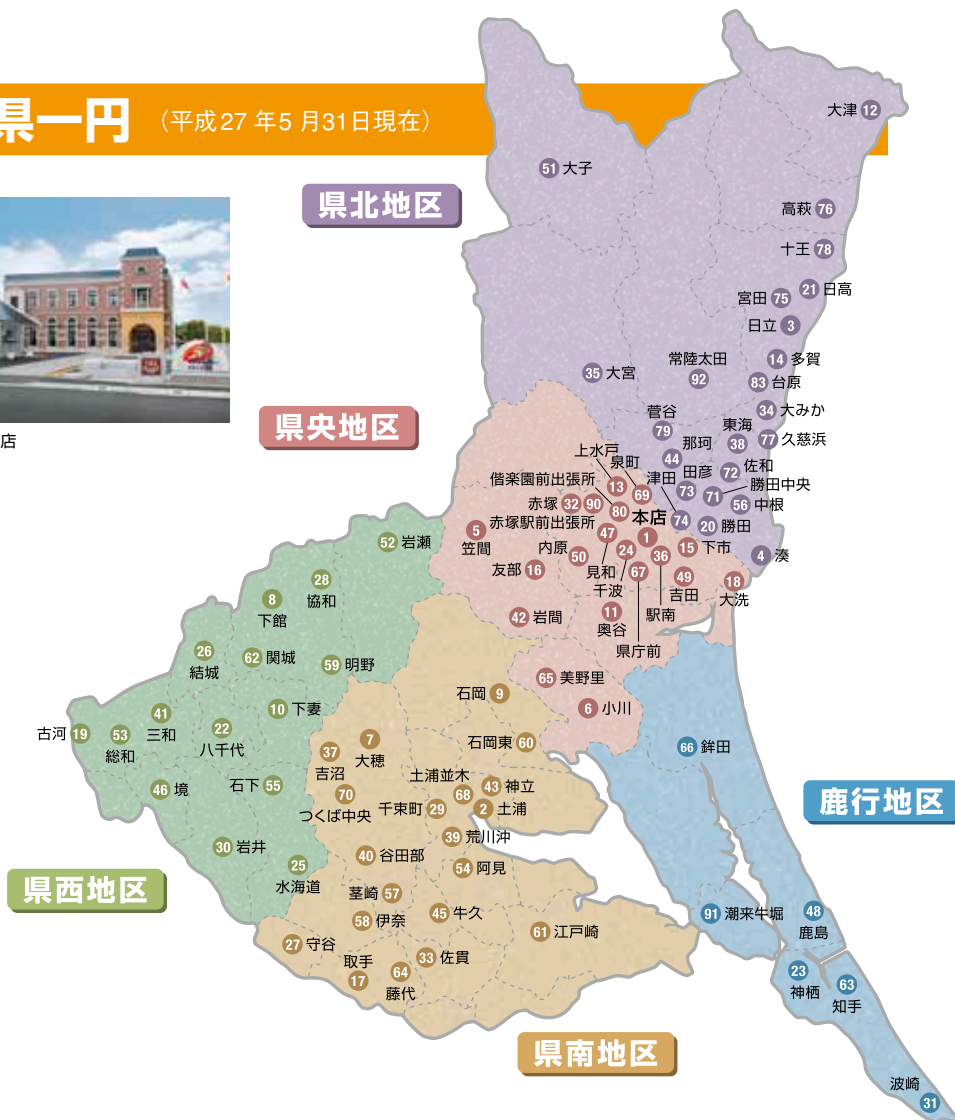 県一円 （平成27年5月31日現在）
店
県北地区
大津 12
51 大子
高萩 76
十王 78
21 日高
宮田 75
日立 3
14 多賀
常陸太田
92
35 大宮
83 台原
34 大みか
菅谷
79
東海
38
77 久慈浜
那珂
44
72 佐和
田彦
73
71 勝田中央
56 中根
津田
74
20 勝田
4 湊
県央地区
上水戸
13
泉町
69
偕楽園前出張所
80
赤塚 32 90
赤塚駅前出張所
本店
1
47
見和
5
笠間
内原 50
24
千波
36
駅南
15 下市
友部 16
67
県庁前
49
吉田
18
大洗
42 岩間
11
奥谷
65 美野里
6 小川
52 岩瀬
28
協和
8
下館
26
結城
62 関城
59 明野
10 下妻
古河 19
53
総和
41
三和
22
八千代
46 境
石下 55
30 岩井
25
水海道
県西地区
石岡 9
石岡東 60
7
大穂
37
吉沼
70
つくば中央
土浦並木
68
43 神立
千束町 29
2 土浦
39 荒川沖
40 谷田部
54 阿見
茎崎 57
58 伊奈
45 牛久
61 江戸崎
27 守谷
33 佐貫
取手
17
64
藤代
県南地区
鹿行地区
66 鉾田
91 潮来牛堀
48
鹿島
23
神栖
63
知手
波崎
31